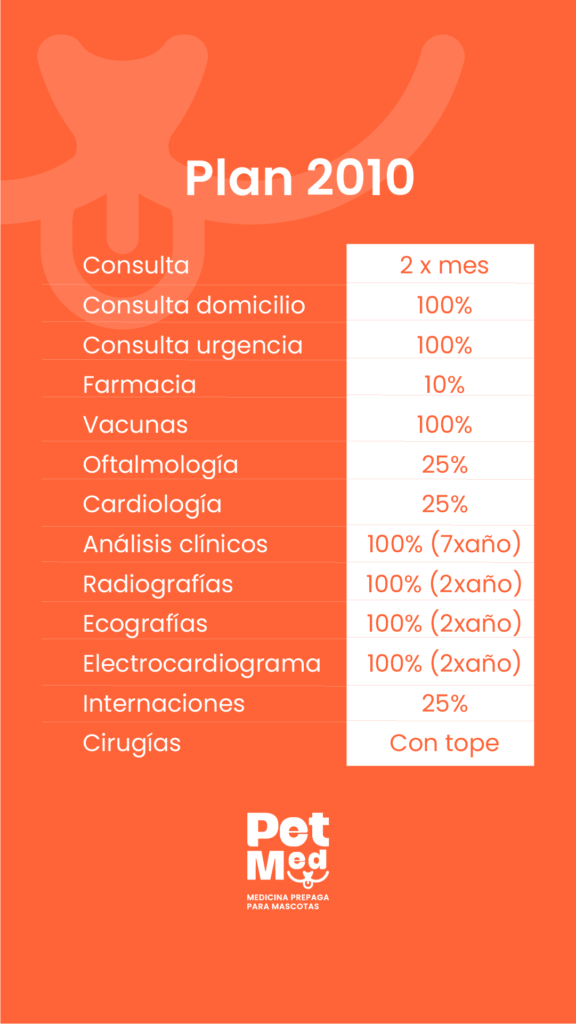 Plan 2010
Consulta 2 x mes
Consulta domicilio 100%
Consulta urgencia 100%
Farmacia 10%
Vacunas 100%
Oftalmología 25%
Cardiología 25%
Análisis clínicos 100% (7xaño)
Radiografías 100% (2xaño)
Ecografías 100% (2xaño)
Electrocardiograma 100% (2xaño)
Internaciones 25%
Cirugías Con tope
Pet
Med
MEDICINA PREPAGA
PARA MASCOTAS